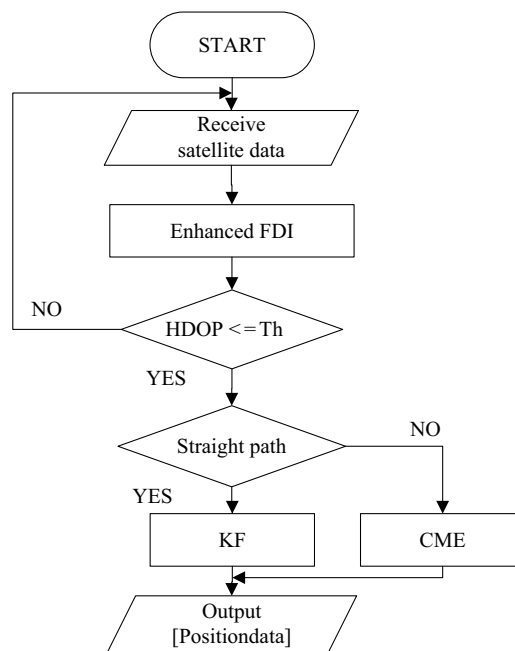 START
Receive
satellite data
Enhanced FDI
NO
HDOP <=Th
YES
Straight path
NO
YES
KF
CME
Output
[Positiondata]